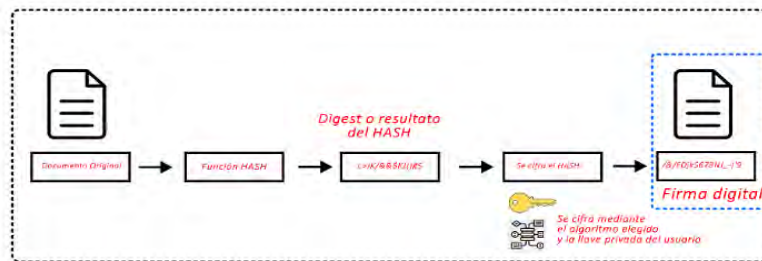 Digest o resultado
del HASH
Documento Original
Función HASH
Se cifra el HASH
Firma digital
Se cifra mediante
el algoritmo elegido
y la llave privada del usuario